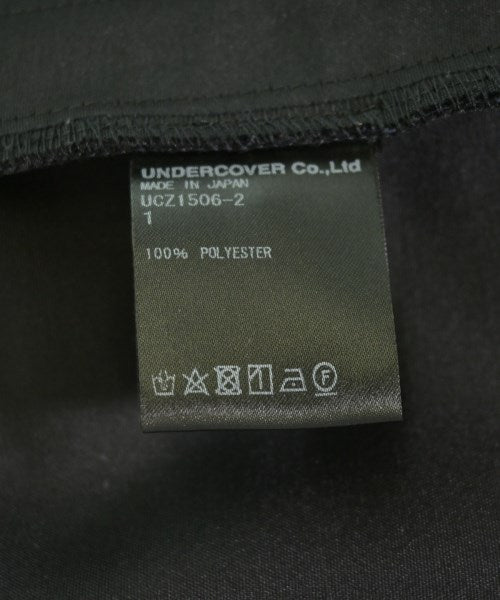 UNDERCOVER Co.,Ltd
MADE IN JAPAN
UCZ1506-2
1
100% POLYESTER
F